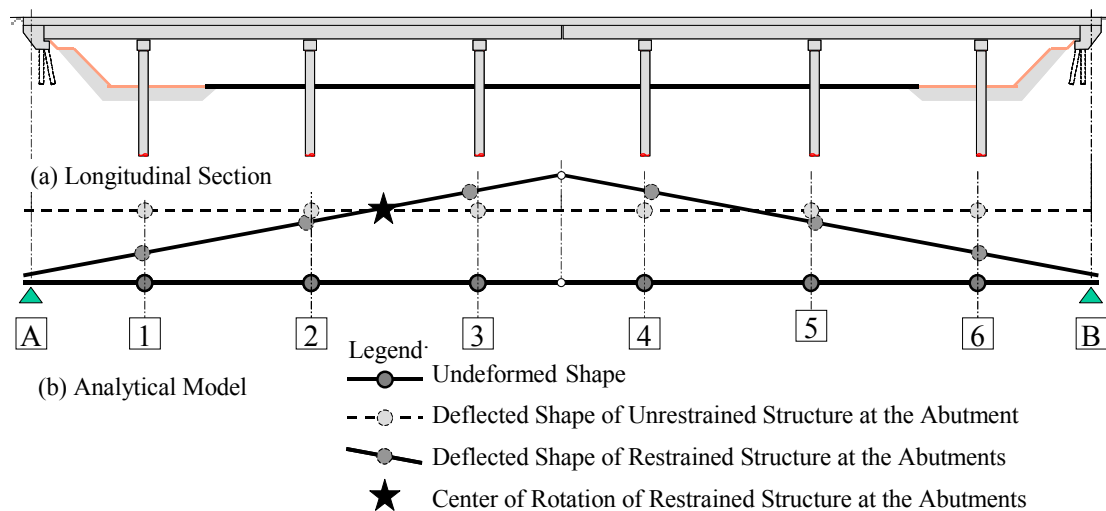 (a) Longitudinal Section
A 1 2 3 4 5 6 B
(b) Analytical Model
Legend:
Undeformed Shape
Deflected Shape of Unrestrained Structure at the Abutment
Deflected Shape of Restrained Structure at the Abutments
Center of Rotation of Restrained Structure at the Abutments